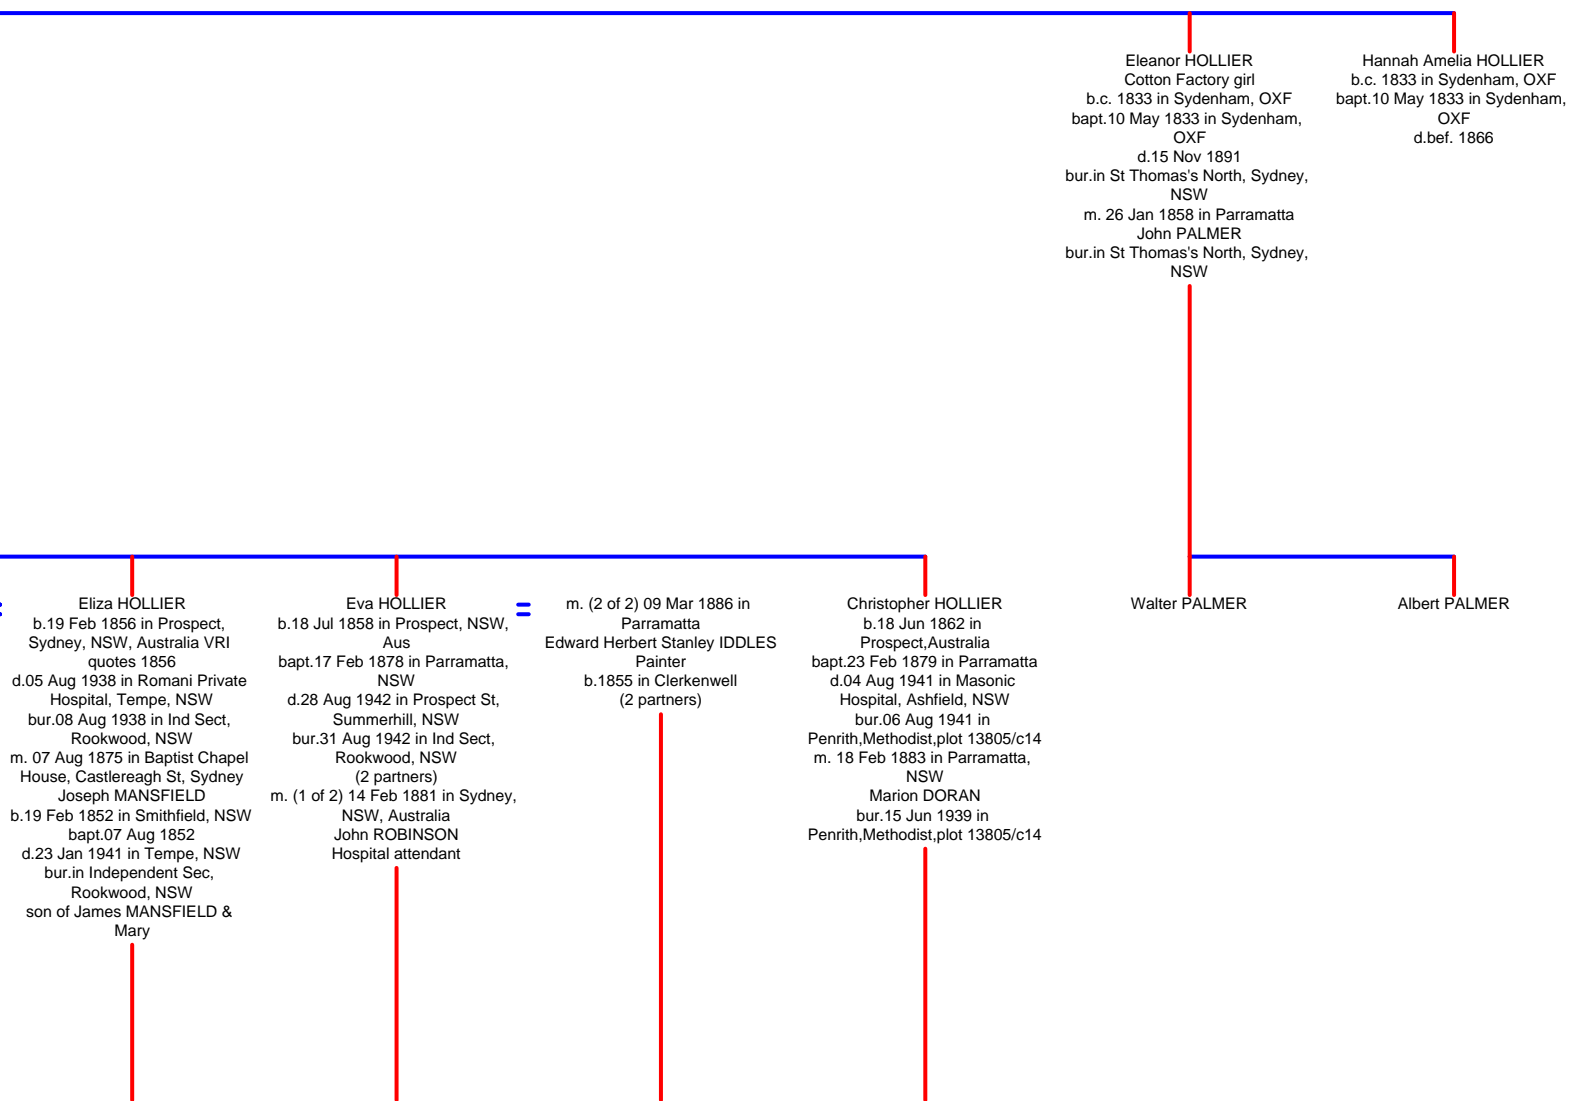 Eleanor HOLLIER
Cotton Factory girl
b.c. 1833 in Sydenham, OXF
bapt.10 May 1833 in Sydenham,
OXF
d.15 Nov 1891
bur.in St Thomas's North, Sydney,
NSW
m. 26 Jan 1858 in Parramatta
John PALMER
bur.in St Thomas's North, Sydney,
NSW
Hannah Amelia HOLLIER
b.c. 1833 in Sydenham, OXF
bapt.10 May 1833 in Sydenham,
OXF
d.bef. 1866
=
Eliza HOLLIER
b.19 Feb 1856 in Prospect,
Sydney, NSW, Australia VRI
quotes 1856
d.05 Aug 1938 in Romani Private
Hospital, Tempe, NSW
bur.08 Aug 1938 in Ind Sect,
Rookwood, NSW
m. 07 Aug 1875 in Baptist Chapel
House, Castlereagh St, Sydney
Joseph MANSFIELD
b.19 Feb 1852 in Smithfield, NSW
bapt.07 Aug 1852
d.23 Jan 1941 in Tempe, NSW
bur.in Independent Sec,
Rookwood, NSW
son of James MANSFIELD &
Mary
Eva HOLLIER
b.18 Jul 1858 in Prospect, NSW,
Aus
bapt.17 Feb 1878 in Parramatta,
NSW
d.28 Aug 1942 in Prospect St,
Summerhill, NSW
bur.31 Aug 1942 in Ind Sect,
Rookwood, NSW
(2 partners)
m. (1 of 2) 14 Feb 1881 in Sydney,
NSW, Australia
John ROBINSON
Hospital attendant
=
m. (2 of 2) 09 Mar 1886 in
Parramatta
Edward Herbert Stanley IDDLES
Painter
b.1855 in Clerkenwell
(2 partners)
Christopher HOLLIER
b.18 Jun 1862 in
Prospect,Australia
bapt.23 Feb 1879 in Parramatta
d.04 Aug 1941 in Masonic
Hospital, Ashfield, NSW
bur.06 Aug 1941 in
Penrith,Methodist,plot 13805/c14
m. 18 Feb 1883 in Parramatta,
NSW
Marion DORAN
bur.15 Jun 1939 in
Penrith,Methodist,plot 13805/c14
Walter PALMER
Albert PALMER